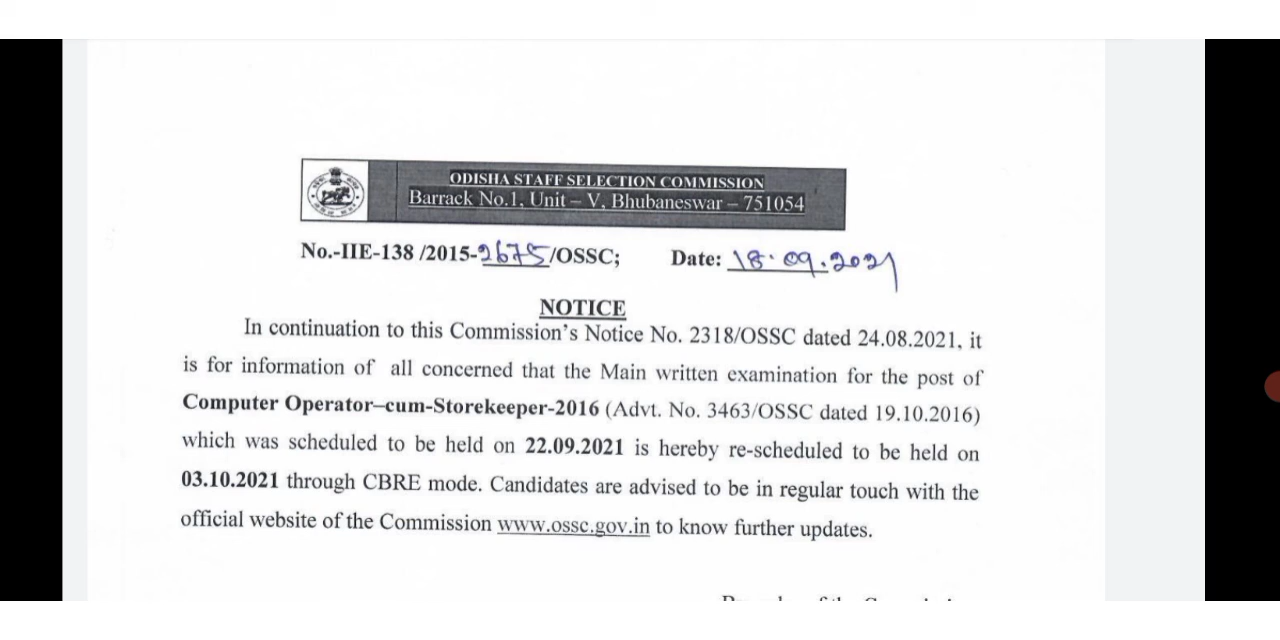 ODISHA STAFF SELECTION COMMISSION
Barrack No.1, Unit – V, Bhubaneswar – 751054
No.-IIE-138 /2015-2675/OSSC; Date: 18.09.2021
NOTICE
In continuation to this Commission's Notice No. 2318/OSSC dated 24.08.2021, it
is for information of all concerned that the Main written examination for the post of
Computer Operator–cum-Storekeeper-2016 (Advt. No. 3463/OSSC dated 19.10.2016)
which was scheduled to be held on 22.09.2021 is hereby re-scheduled to be held on
03.10.2021 through CBRE mode. Candidates are advised to be in regular touch with the
official website of the Commission www.ossc.gov.in to know further updates.